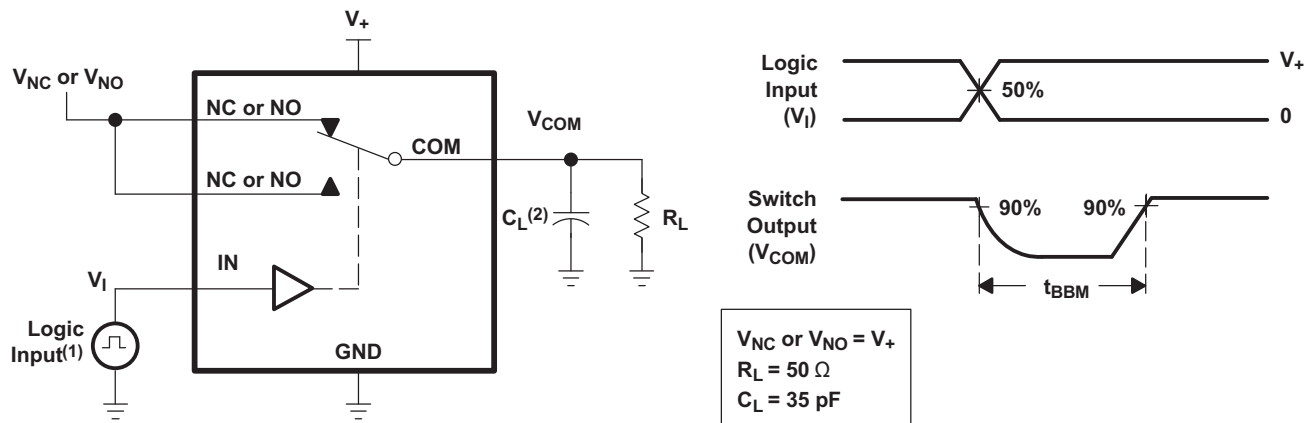 V+
VNC or VNO
NC or NO
VCOM
COM
NC or NO
CL(2)
RL
IN
VI
Logic
Input(1)
GND
Logic
Input
(VI)
50%
V+
0
Switch
Output
(VCOM)
90%
90%
tBBM
VNC or VNO = V+
RL = 50 Ω
CL = 35 pF